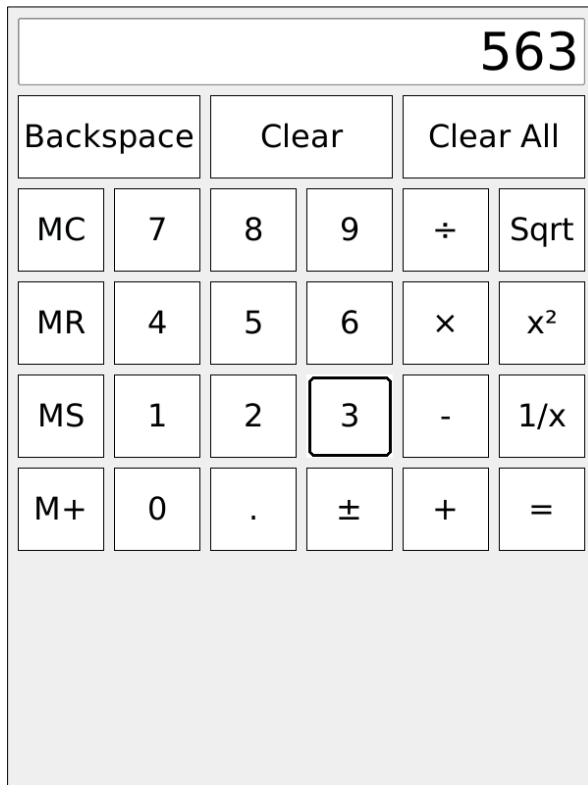 563
Backspace Clear Clear All
MC 7 8 9 ÷ Sqrt
MR 4 5 6 × x²
MS 1 2 3 - 1/x
M+ 0 . ± + =